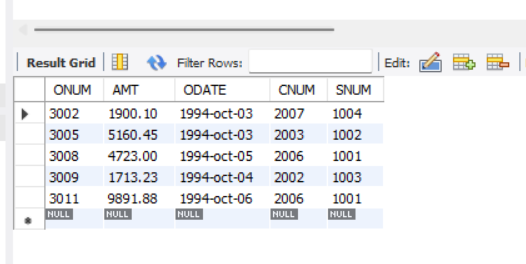 Result Grid Filter Rows: Edit:
ONUM AMT ODATE CNUM SNUM
3002 1900.10 1994-oct-03 2007 1004
3005 5160.45 1994-oct-03 2003 1002
3008 4723.00 1994-oct-05 2006 1001
3009 1713.23 1994-oct-04 2002 1003
3011 9891.88 1994-oct-06 2006 1001
NULL NULL NULL NULL NULL